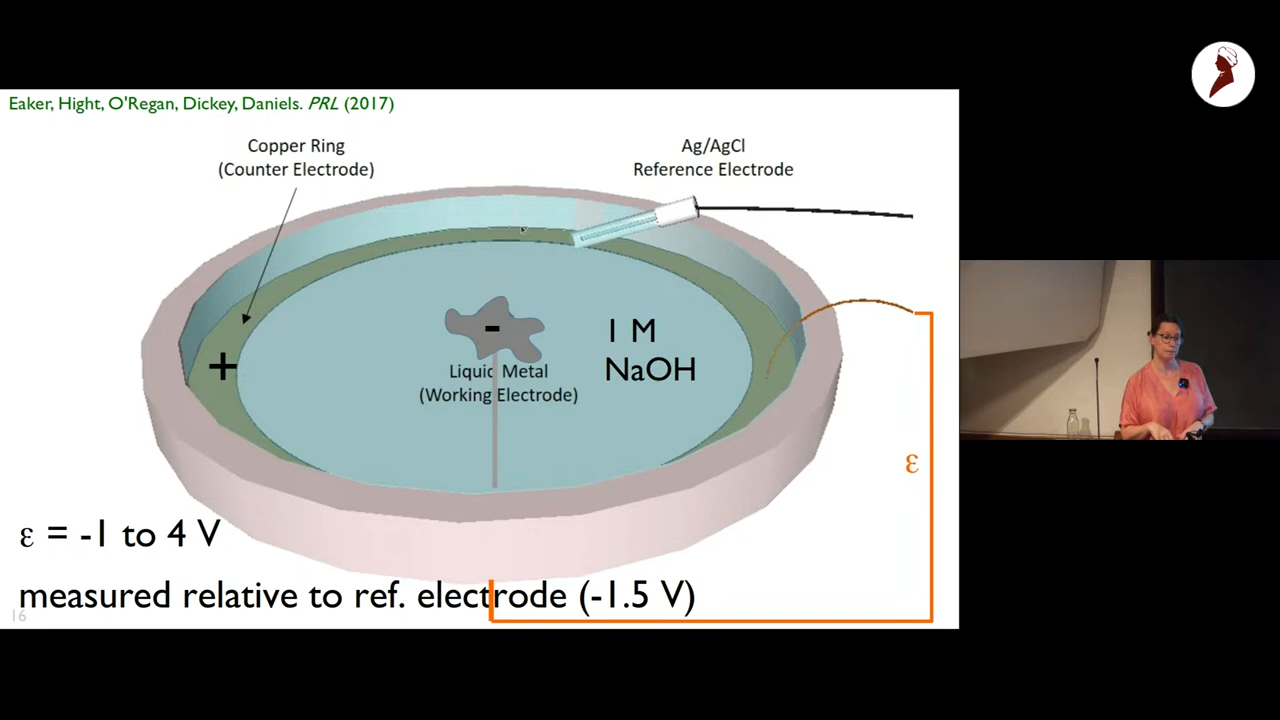 Eaker, Hight, O'Regan, Dickey, Daniels. PRL (2017)
Copper Ring
(Counter Electrode)
Ag/AgCl
Reference Electrode
-
1 M
NaOH
+
Liquid Metal
(Working Electrode)
ε
ε = -1 to 4 V
measured relative to ref. electrode (-1.5 V)
16